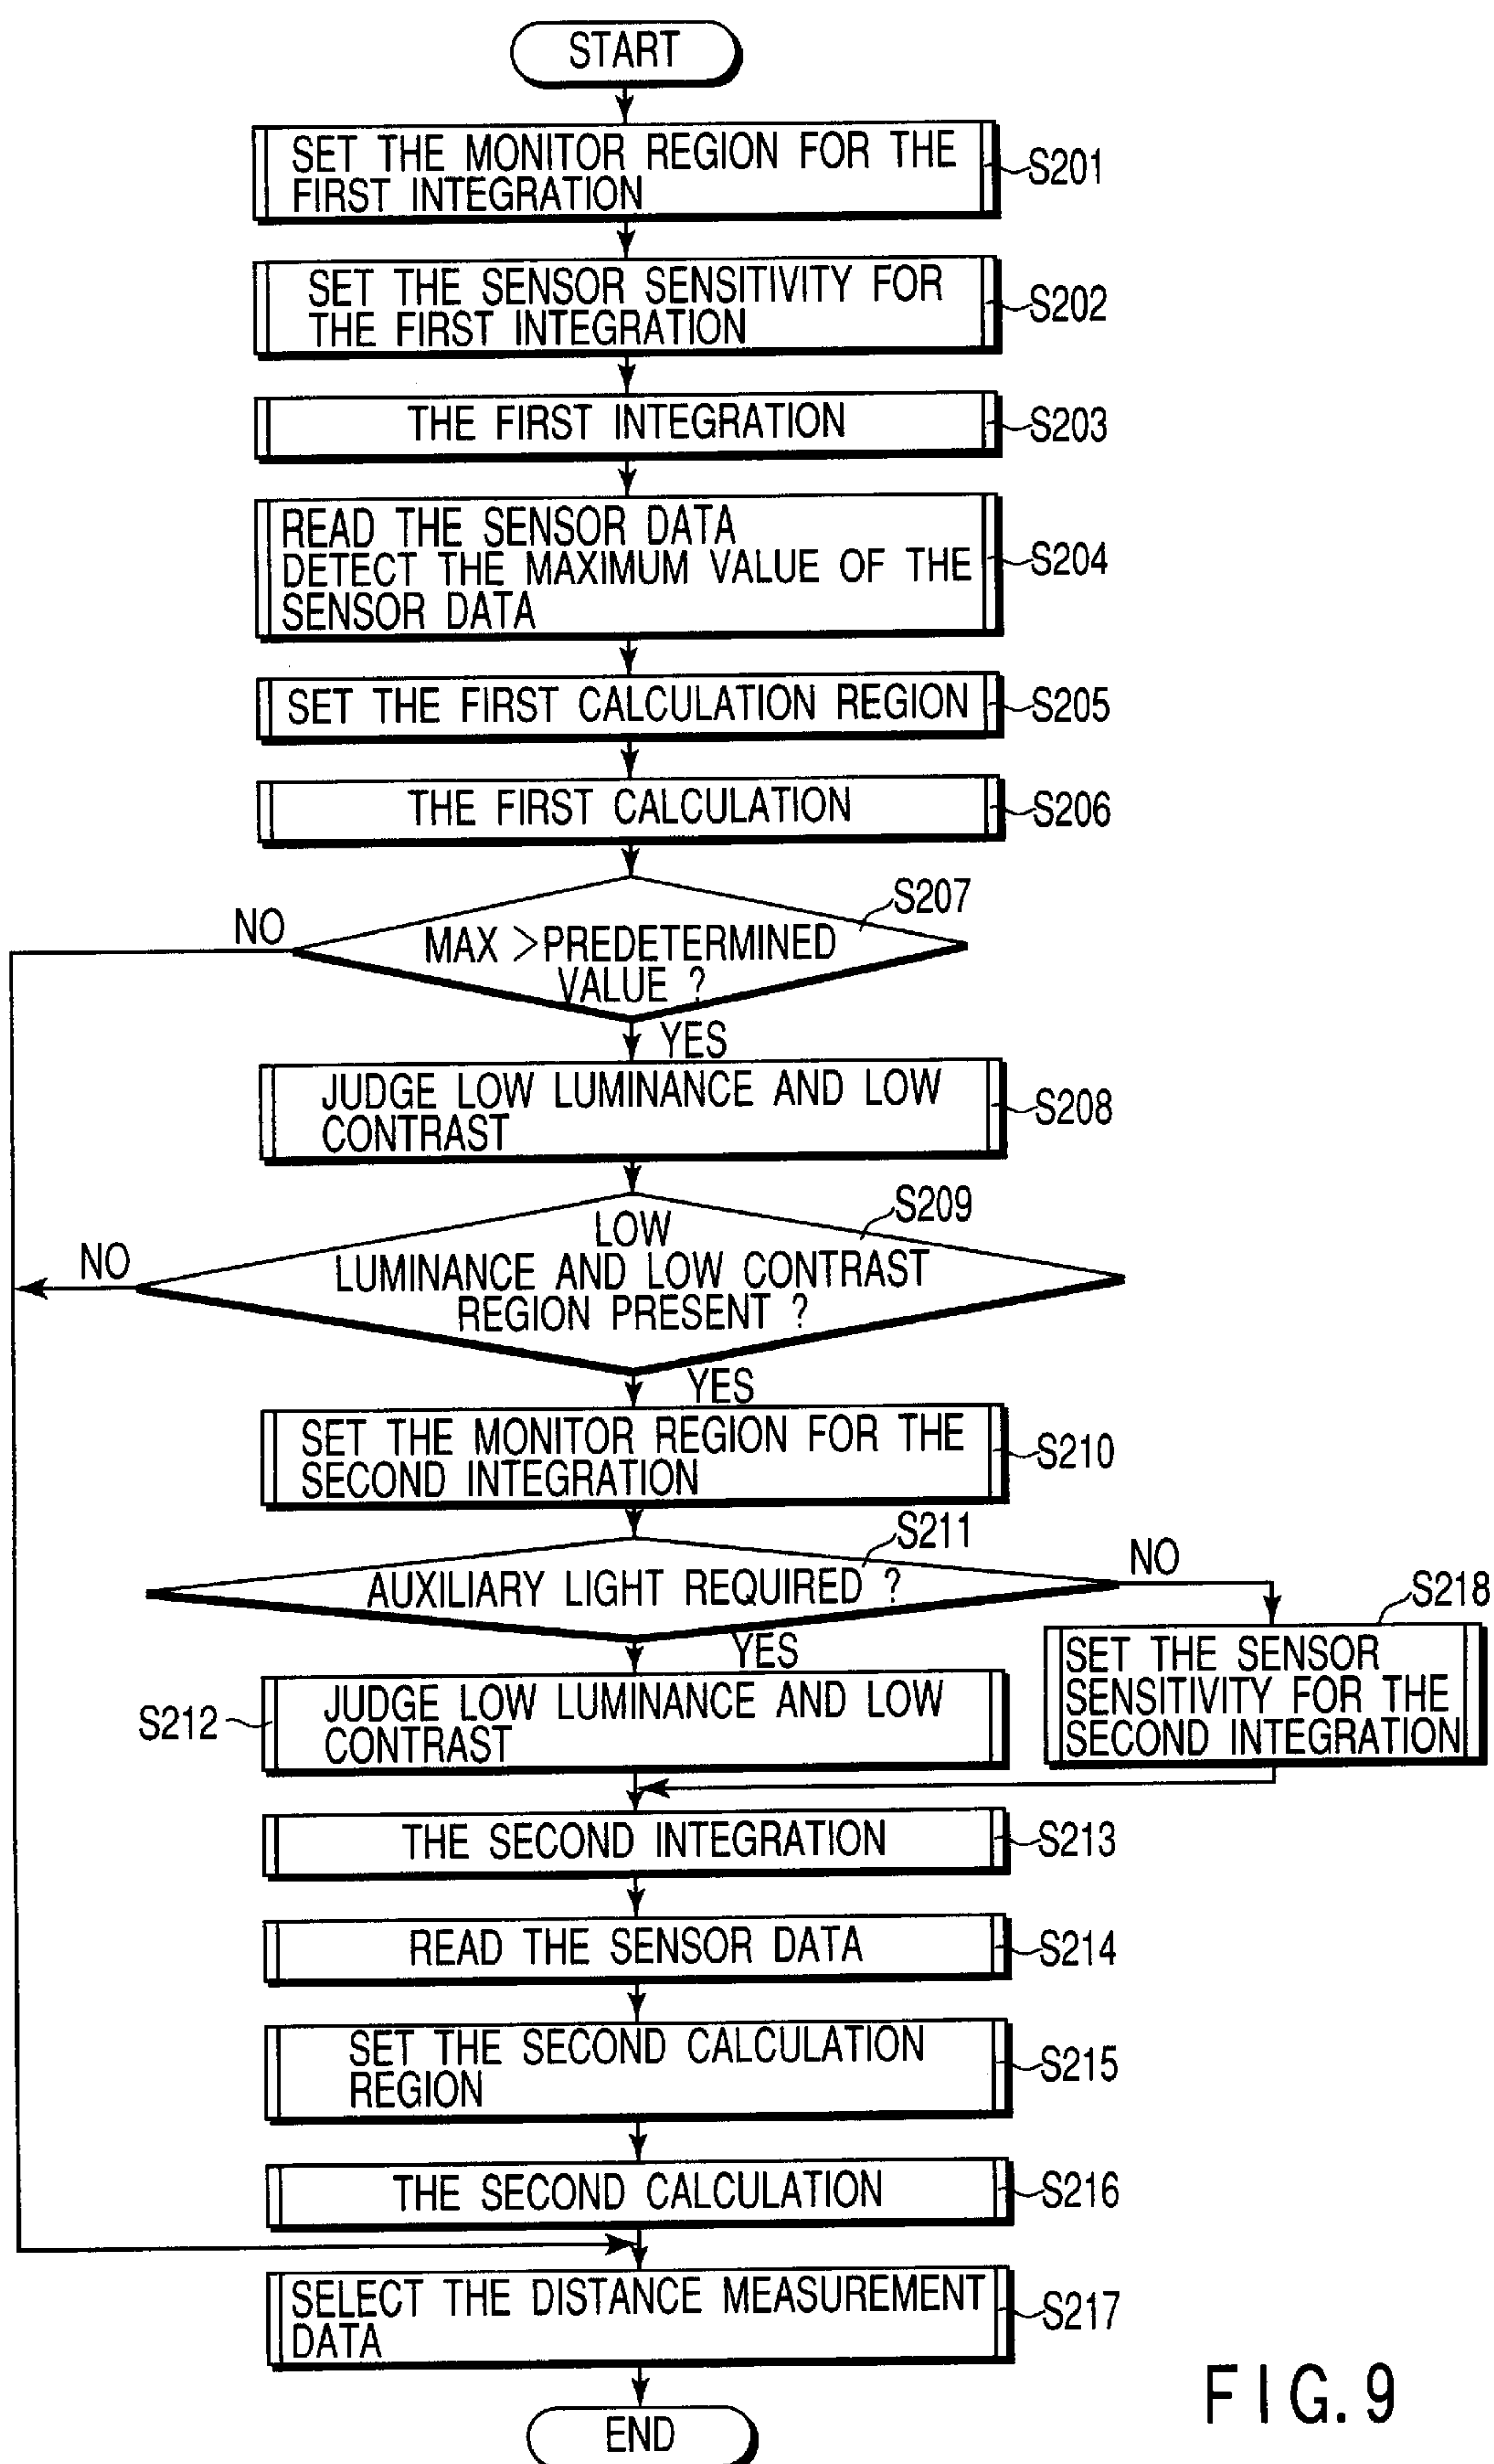 START
SET THE MONITOR REGION FOR THE
FIRST INTEGRATION
S201
SET THE SENSOR SENSITIVITY FOR
THE FIRST INTEGRATION
S202
THE FIRST INTEGRATION
S203
READ THE SENSOR DATA
DETECT THE MAXIMUM VALUE OF THE
SENSOR DATA
S204
SET THE FIRST CALCULATION REGION
S205
THE FIRST CALCULATION
S206
S207
NO
MAX >PREDETERMINED
VALUE ?
YES
JUDGE LOW LUMINANCE AND LOW
CONTRAST
S208
S209
NO
LOW
LUMINANCE AND LOW CONTRAST
REGION PRESENT ?
YES
SET THE MONITOR REGION FOR THE
SECOND INTEGRATION
S210
S211
AUXILIARY LIGHT REQUIRED ?
NO
YES
S218
SET THE SENSOR
SENSITIVITY FOR THE
SECOND INTEGRATION
S212
JUDGE LOW LUMINANCE AND LOW
CONTRAST
THE SECOND INTEGRATION
S213
READ THE SENSOR DATA
S214
SET THE SECOND CALCULATION
REGION
S215
THE SECOND CALCULATION
S216
SELECT THE DISTANCE MEASUREMENT
DATA
S217
END
FIG. 9